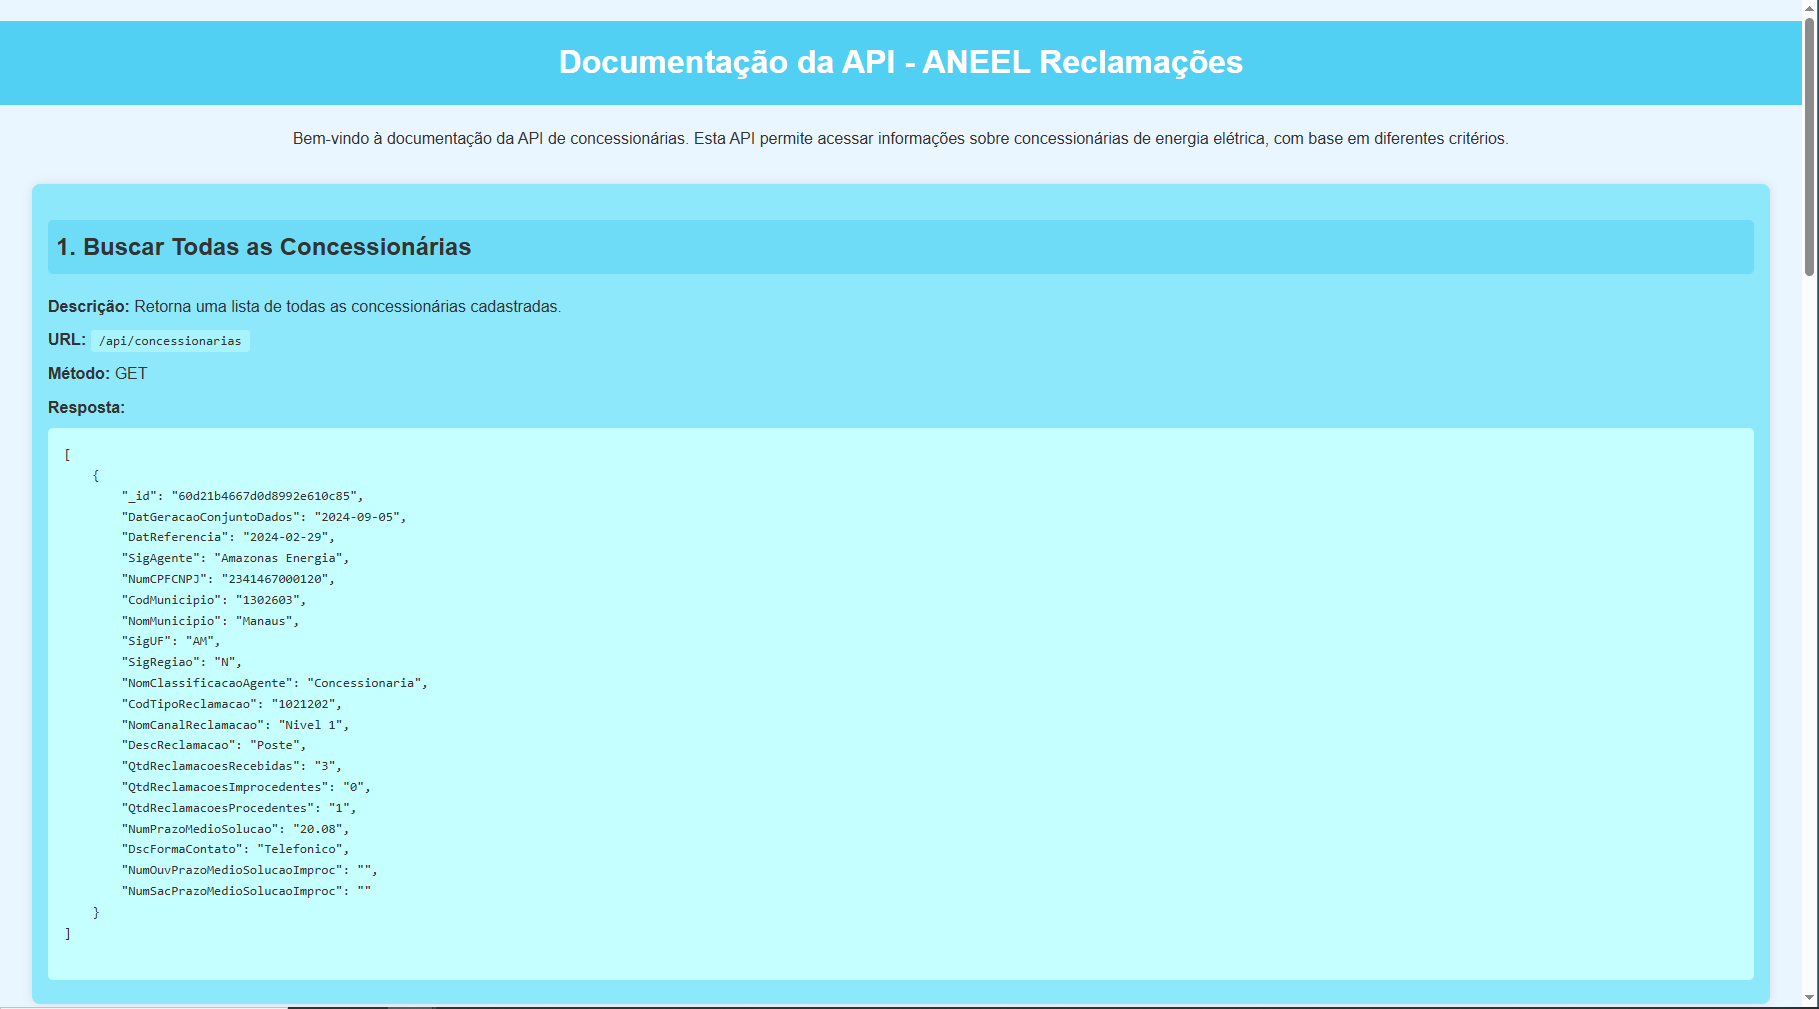 Documentação da API - ANEEL Reclamações
Bem-vindo à documentação da API de concessionárias. Esta API permite acessar informações sobre concessionárias de energia elétrica, com base em diferentes critérios.
1. Buscar Todas as Concessionárias
Descrição: Retorna uma lista de todas as concessionárias cadastradas.
URL: /api/concessionarias
Método: GET
Resposta:
[
    {
        "_id": "60d21b4667d0d8992e610c85",
        "DatGeracaoConjuntoDados": "2024-09-05",
        "DatReferencia": "2024-02-29",
        "SigAgente": "Amazonas Energia",
        "NumCPFCNPJ": "2341467000120",
        "CodMunicipio": "1302603",
        "NomMunicipio": "Manaus",
        "SigUF": "AM",
        "SigRegiao": "N",
        "NomClassificacaoAgente": "Concessionaria",
        "CodTipoReclamacao": "1021202",
        "NomCanalReclamacao": "Nivel 1",
        "DescReclamacao": "Poste",
        "QtdReclamacoesRecebidas": "3",
        "QtdReclamacoesImprocedentes": "0",
        "QtdReclamacoesProcedentes": "1",
        "NumPrazoMedioSolucao": "20.08",
        "DscFormaContato": "Telefonico",
        "NumOuvPrazoMedioSolucaoImproc": "",
        "NumSacPrazoMedioSolucaoImproc": ""
    }
]